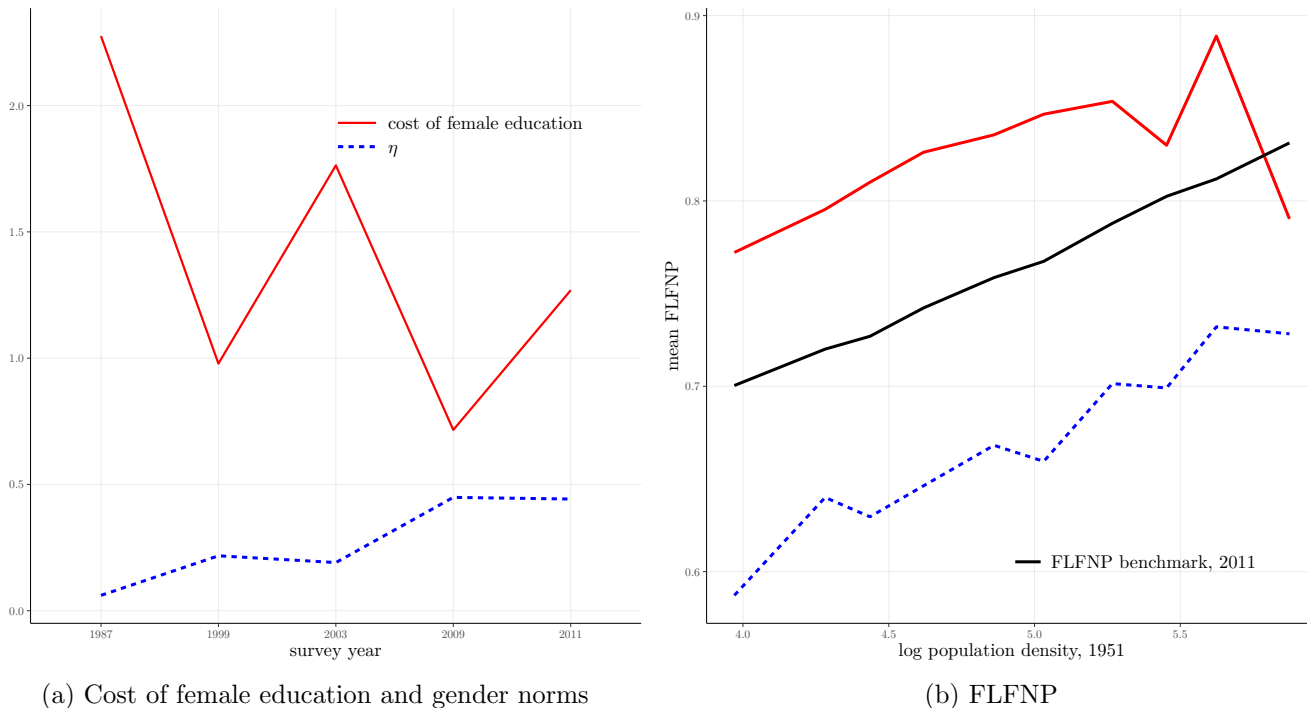 2.0
1.5
1.0
0.5
0.0
1987 1999 2003 2009 2011
survey year
cost of female education
η
(a) Cost of female education and gender norms
0.9
0.8
0.7
0.6
mean FLFNP
4.0 4.5 5.0 5.5
log population density, 1951
FLFNP benchmark, 2011
(b) FLFNP